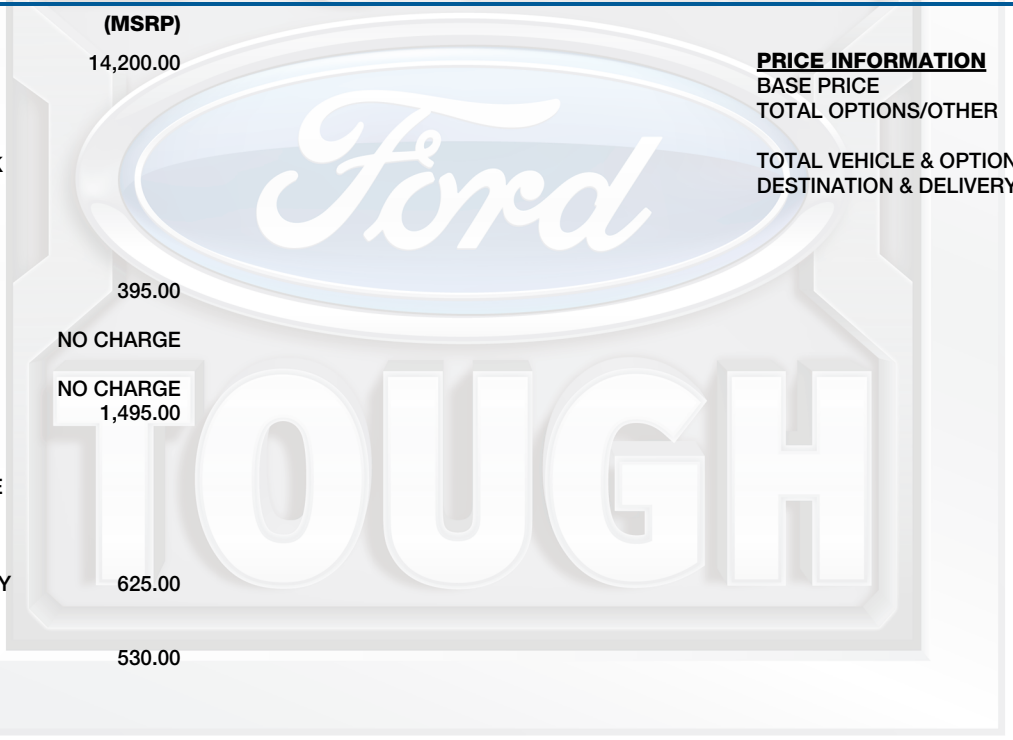 (MSRP)
14,200.00
K
395.00
NO CHARGE
NO CHARGE
1,495.00
E
Y
625.00
530.00
PRICE INFORMATION
BASE PRICE
TOTAL OPTIONS/OTHER
TOTAL VEHICLE & OPTION
DESTINATION & DELIVERY
Ford
TOUGH